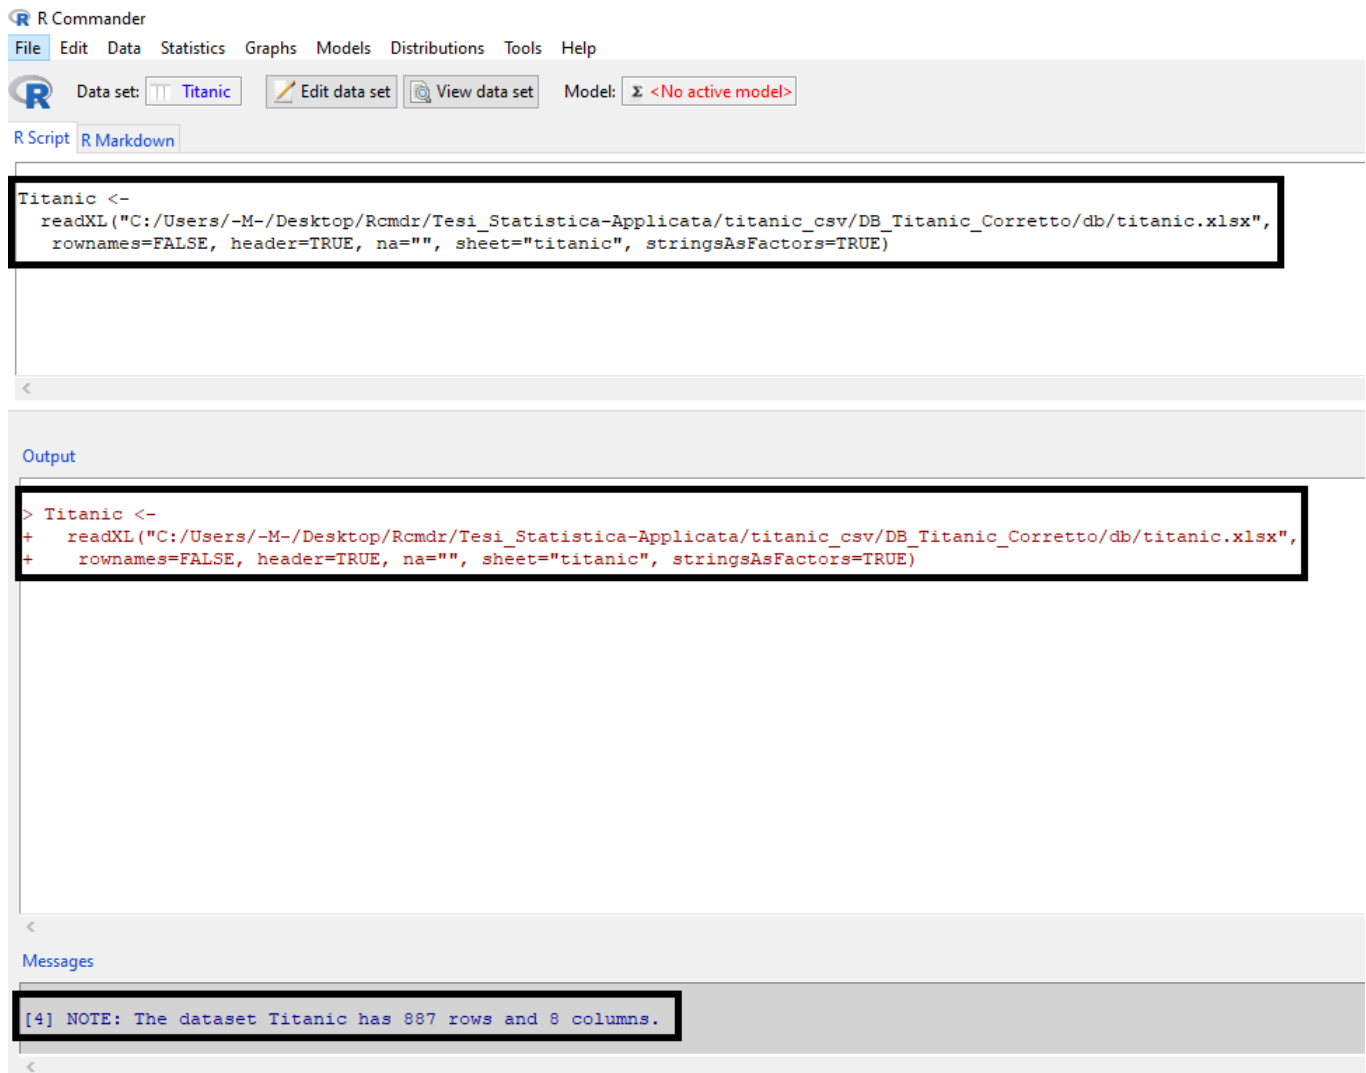 R Commander
File Edit Data Statistics Graphs Models Distributions Tools Help
R Data set: Titanic Edit data set View data set Model: Σ <No active model>
R Script R Markdown
Titanic <-
  readXL("C:/Users/-M-/Desktop/Rcmdr/Tesi_Statistica-Applicata/titanic_csv/DB_Titanic_Corretto/db/titanic.xlsx",
   rownames=FALSE, header=TRUE, na="", sheet="titanic", stringsAsFactors=TRUE)
Output
> Titanic <-
+   readXL("C:/Users/-M-/Desktop/Rcmdr/Tesi_Statistica-Applicata/titanic_csv/DB_Titanic_Corretto/db/titanic.xlsx",
+    rownames=FALSE, header=TRUE, na="", sheet="titanic", stringsAsFactors=TRUE)
Messages
[4] NOTE: The dataset Titanic has 887 rows and 8 columns.